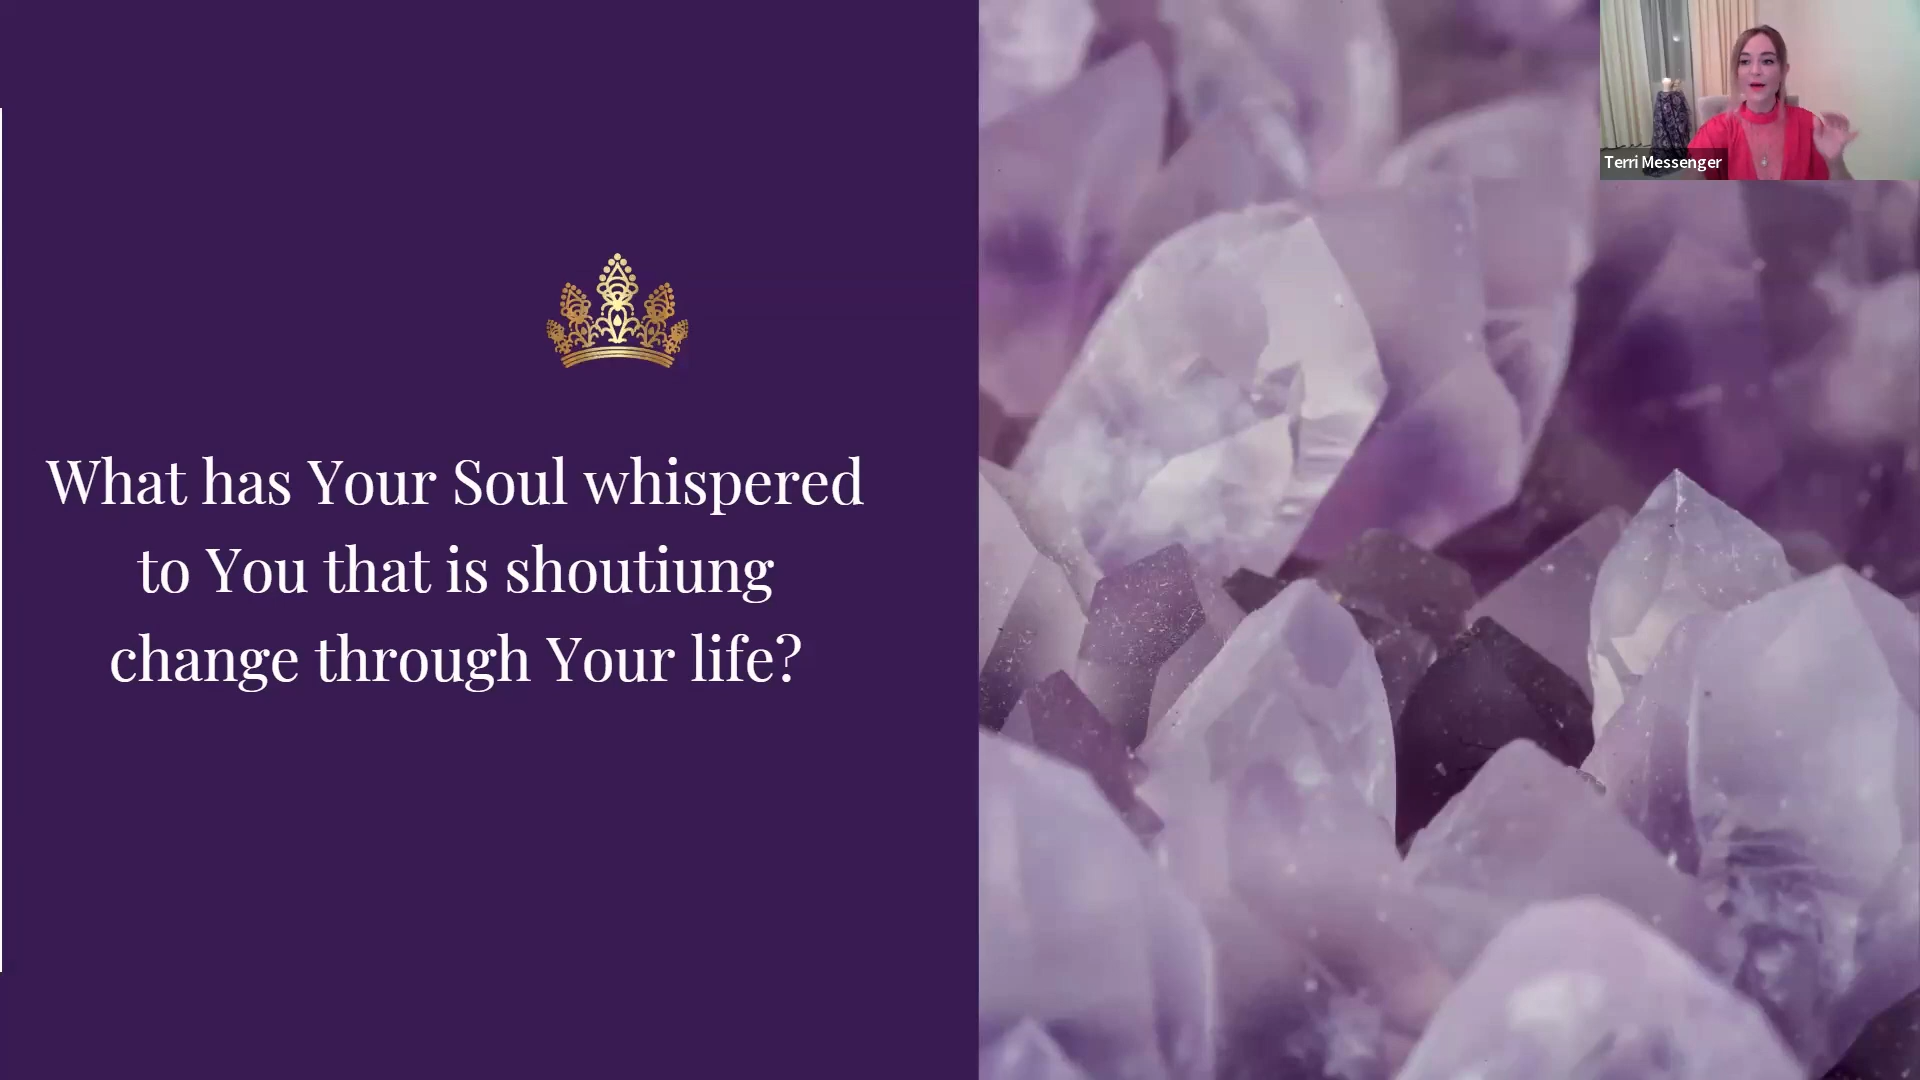 Terri Messenger
What has Your Soul whispered
to You that is shoutiung
change through Your life?